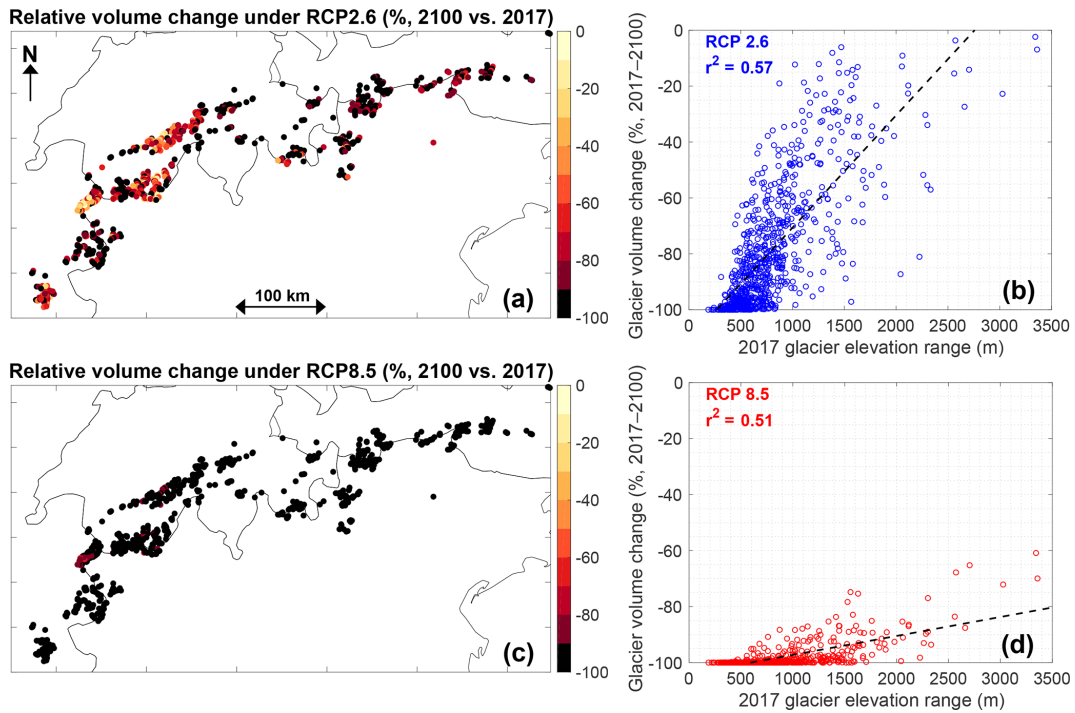 Relative volume change under RCP2.6 (%, 2100 vs. 2017)
N
100 km
(a)
0
-20
-40
-60
-80
-100
Glacier volume change (%, 2017–2100)
0
-20
-40
-60
-80
-100
RCP 2.6
r² = 0.57
(b)
0 500 1000 1500 2000 2500 3000 3500
2017 glacier elevation range (m)
Relative volume change under RCP8.5 (%, 2100 vs. 2017)
(c)
0
-20
-40
-60
-80
-100
Glacier volume change (%, 2017–2100)
0
-20
-40
-60
-80
-100
RCP 8.5
r² = 0.51
(d)
0 500 1000 1500 2000 2500 3000 3500
2017 glacier elevation range (m)